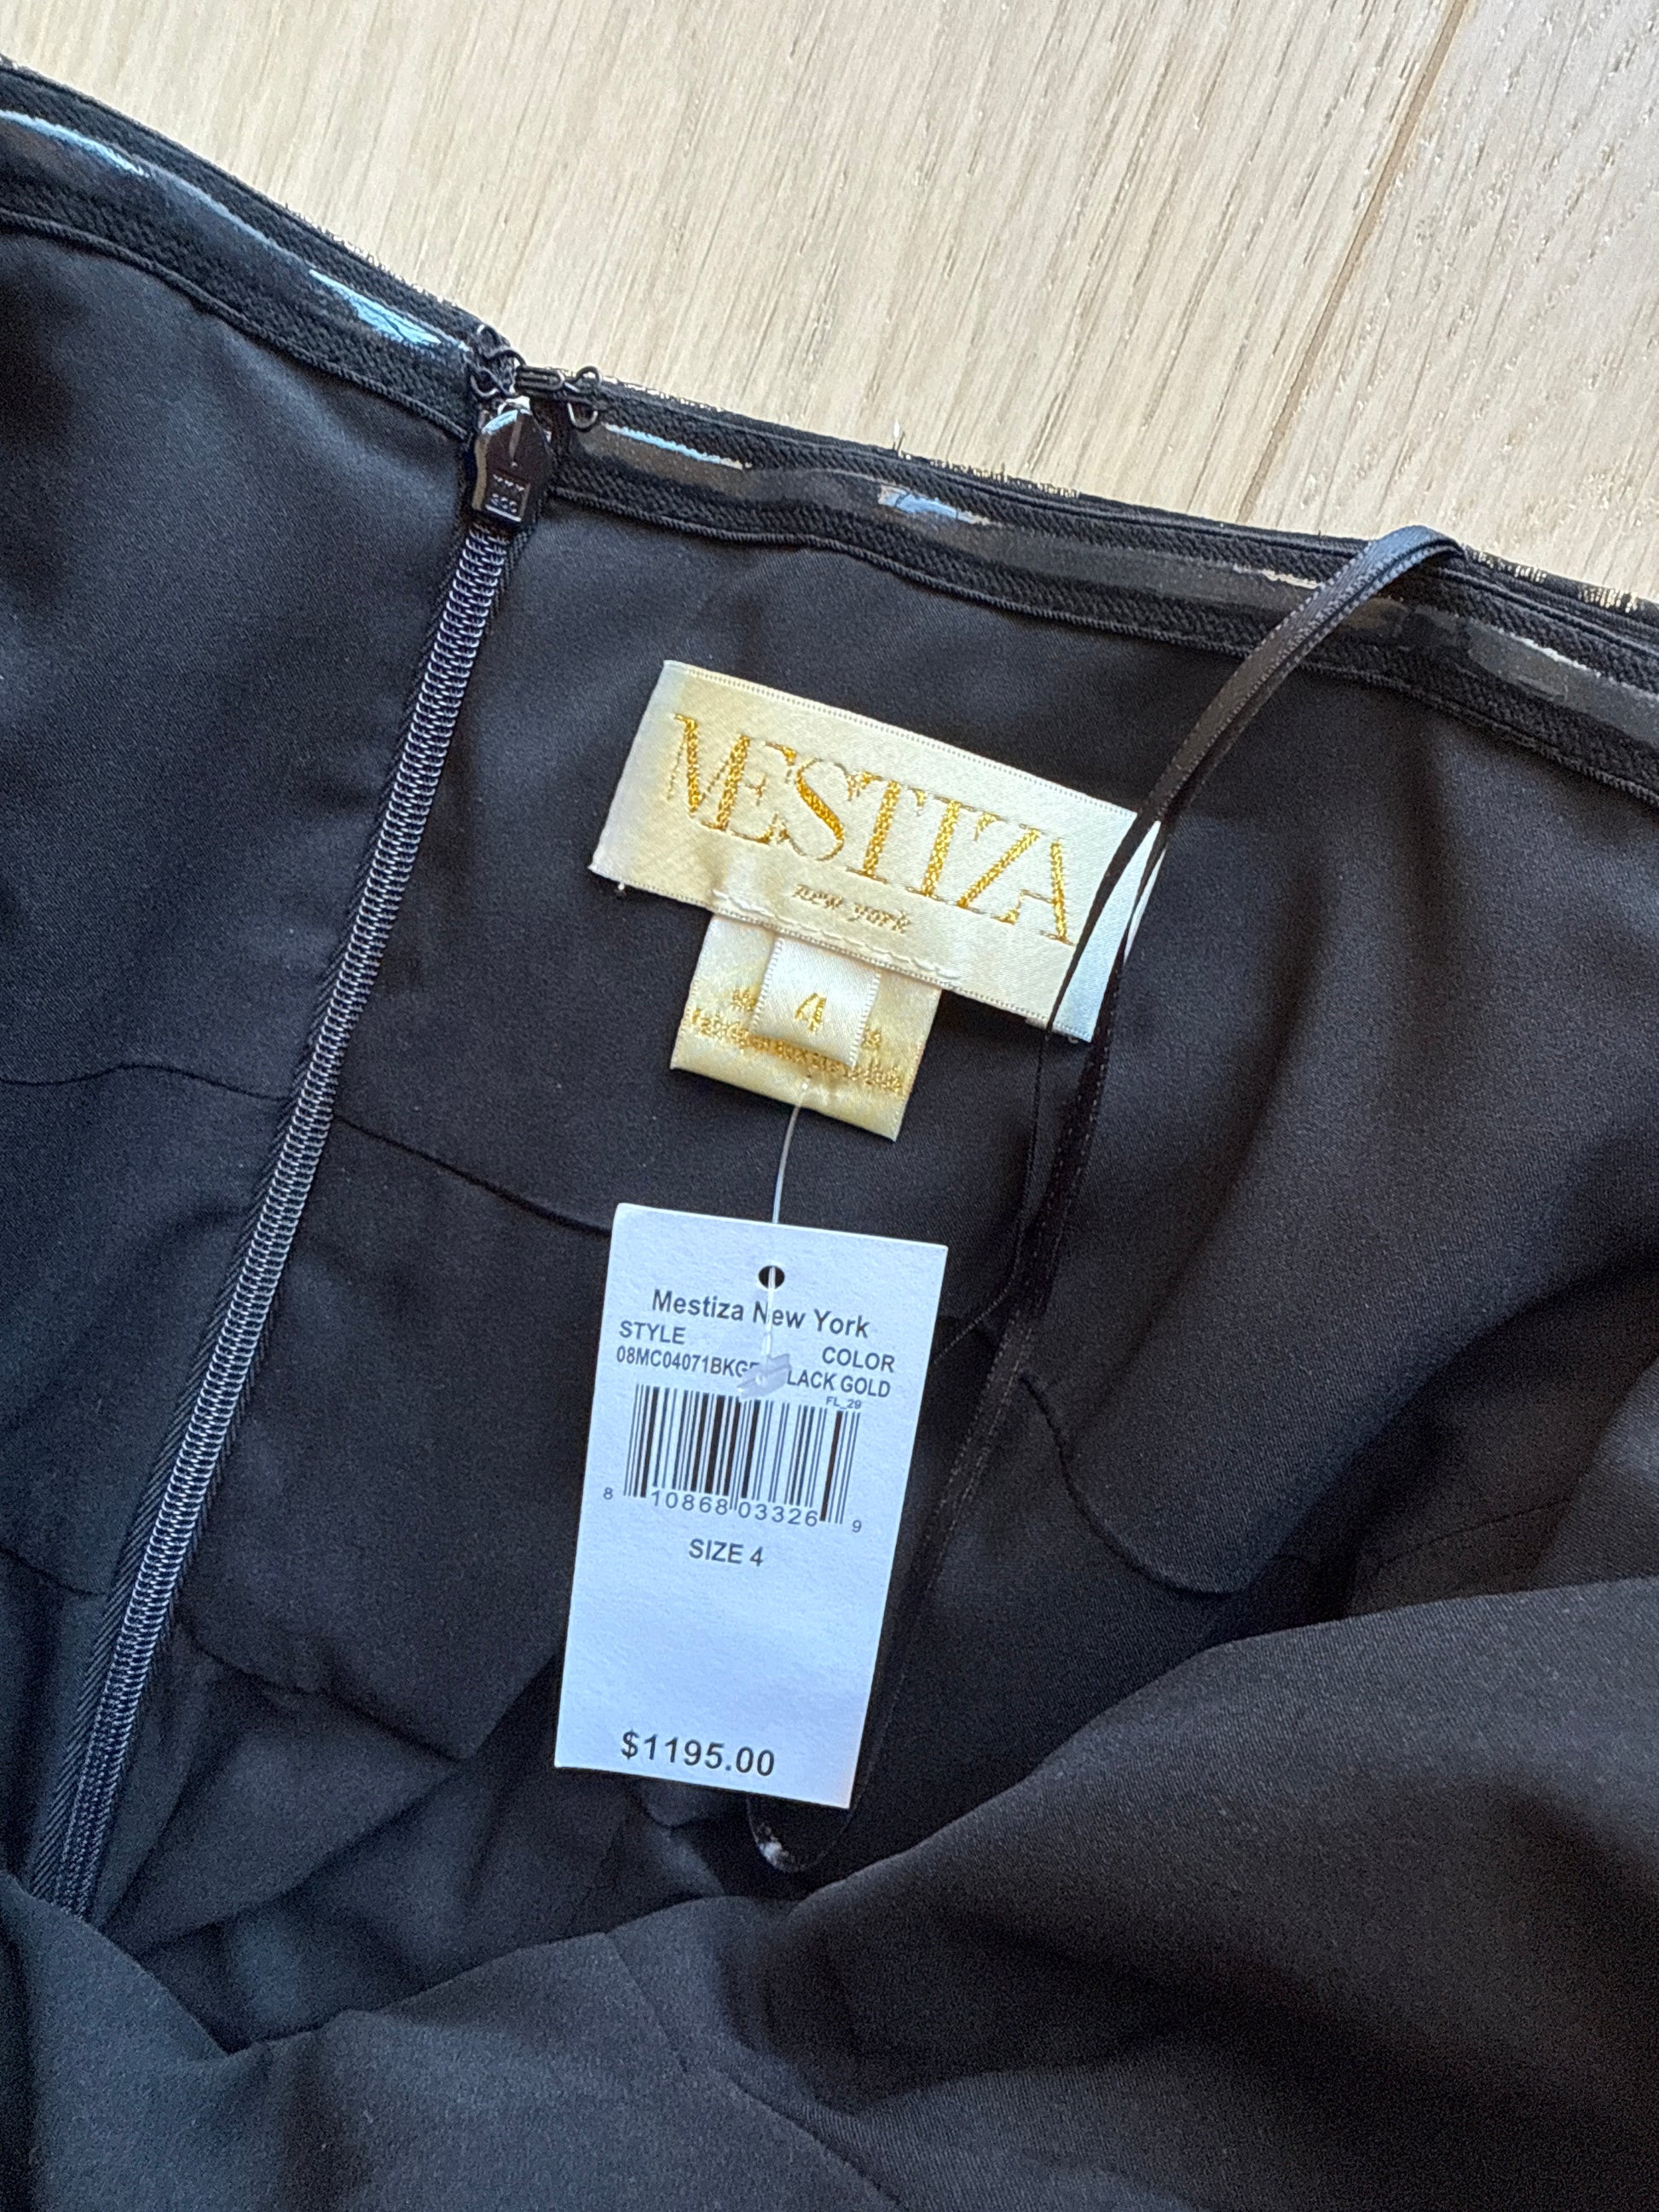 MESTIZA
new york
4
Mestiza New York
STYLE COLOR
08MC04071BKG LACK GOLD
FL_29
8 10868 03326 9
SIZE 4
$1195.00